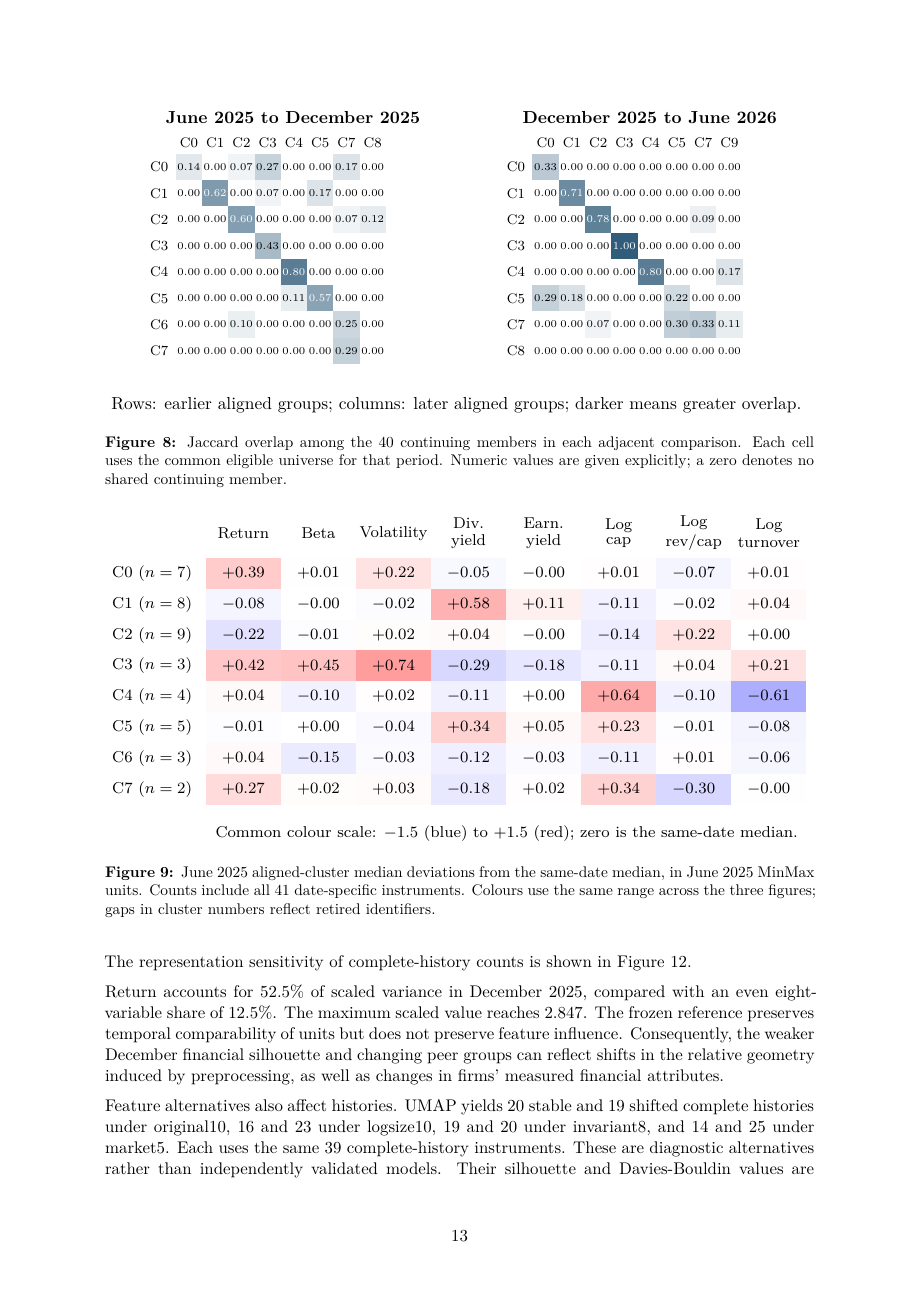 June 2025 to December 2025
C0 C1 C2 C3 C4 C5 C7 C8
C0 0.14 0.00 0.07 0.27 0.00 0.00 0.17 0.00
C1 0.00 0.62 0.00 0.07 0.00 0.17 0.00 0.00
C2 0.00 0.00 0.60 0.00 0.00 0.00 0.07 0.12
C3 0.00 0.00 0.00 0.43 0.00 0.00 0.00 0.00
C4 0.00 0.00 0.00 0.00 0.80 0.00 0.00 0.00
C5 0.00 0.00 0.00 0.00 0.11 0.57 0.00 0.00
C6 0.00 0.00 0.10 0.00 0.00 0.00 0.25 0.00
C7 0.00 0.00 0.00 0.00 0.00 0.00 0.29 0.00
December 2025 to June 2026
C0 C1 C2 C3 C4 C5 C7 C9
C0 0.33 0.00 0.00 0.00 0.00 0.00 0.00 0.00
C1 0.00 0.71 0.00 0.00 0.00 0.00 0.00 0.00
C2 0.00 0.00 0.78 0.00 0.00 0.00 0.09 0.00
C3 0.00 0.00 0.00 1.00 0.00 0.00 0.00 0.00
C4 0.00 0.00 0.00 0.00 0.80 0.00 0.00 0.17
C5 0.29 0.18 0.00 0.00 0.00 0.22 0.00 0.00
C7 0.00 0.00 0.07 0.00 0.00 0.30 0.33 0.11
C8 0.00 0.00 0.00 0.00 0.00 0.00 0.00 0.00
Rows: earlier aligned groups; columns: later aligned groups; darker means greater overlap.
Figure 8: Jaccard overlap among the 40 continuing members in each adjacent comparison. Each cell
uses the common eligible universe for that period. Numeric values are given explicitly; a zero denotes no
shared continuing member.
Return Beta Volatility Div. yield Earn. yield Log cap Log rev/cap Log turnover
C0 (n = 7) +0.39 +0.01 +0.22 −0.05 −0.00 +0.01 −0.07 +0.01
C1 (n = 8) −0.08 −0.00 −0.02 +0.58 +0.11 −0.11 −0.02 +0.04
C2 (n = 9) −0.22 −0.01 +0.02 +0.04 −0.00 −0.14 +0.22 +0.00
C3 (n = 3) +0.42 +0.45 +0.74 −0.29 −0.18 −0.11 +0.04 +0.21
C4 (n = 4) +0.04 −0.10 +0.02 −0.11 +0.00 +0.64 −0.10 −0.61
C5 (n = 5) −0.01 +0.00 −0.04 +0.34 +0.05 +0.23 −0.01 −0.08
C6 (n = 3) +0.04 −0.15 −0.03 −0.12 −0.03 −0.11 +0.01 −0.06
C7 (n = 2) +0.27 +0.02 +0.03 −0.18 +0.02 +0.34 −0.30 −0.00
Common colour scale: −1.5 (blue) to +1.5 (red); zero is the same-date median.
Figure 9: June 2025 aligned-cluster median deviations from the same-date median, in June 2025 MinMax
units. Counts include all 41 date-specific instruments. Colours use the same range across the three figures;
gaps in cluster numbers reflect retired identifiers.
The representation sensitivity of complete-history counts is shown in Figure 12.
Return accounts for 52.5% of scaled variance in December 2025, compared with an even eight-
variable share of 12.5%. The maximum scaled value reaches 2.847. The frozen reference preserves
temporal comparability of units but does not preserve feature influence. Consequently, the weaker
December financial silhouette and changing peer groups can reflect shifts in the relative geometry
induced by preprocessing, as well as changes in firms' measured financial attributes.
Feature alternatives also affect histories. UMAP yields 20 stable and 19 shifted complete histories
under original10, 16 and 23 under logsize10, 19 and 20 under invariant8, and 14 and 25 under
market5. Each uses the same 39 complete-history instruments. These are diagnostic alternatives
rather than independently validated models. Their silhouette and Davies-Bouldin values are
13